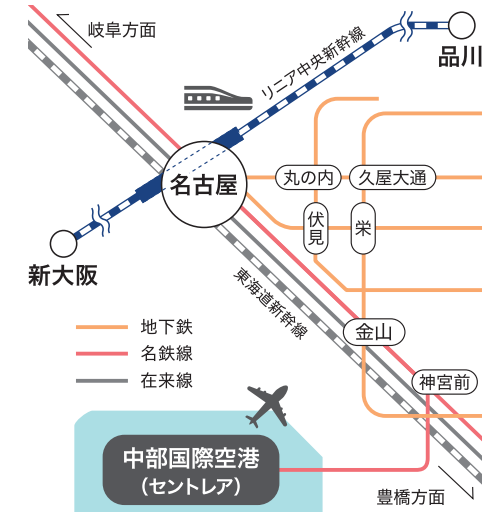 岐阜方面
品川
リニア中央新幹線
丸の内
久屋大通
名古屋
伏見
栄
新大阪
東海道新幹線
地下鉄
名鉄線
在来線
金山
神宮前
中部国際空港
（セントレア）
豊橋方面